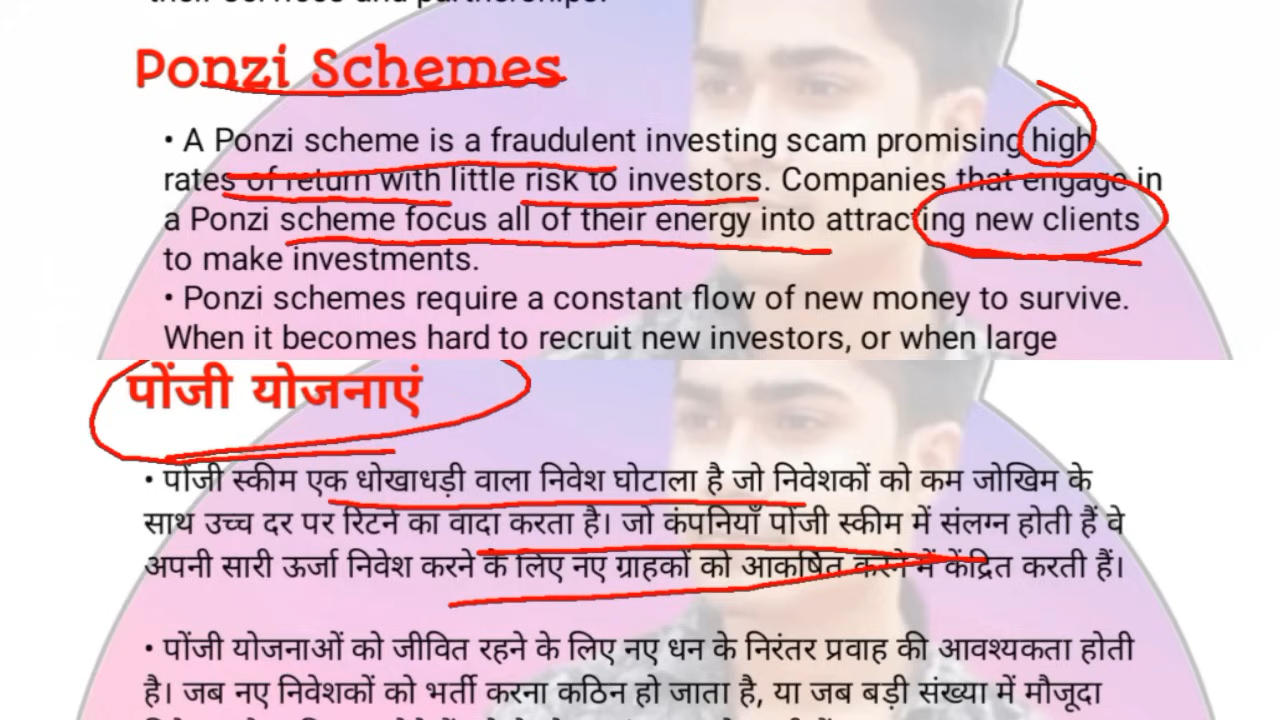 their services and partnerships.
Ponzi Schemes
• A Ponzi scheme is a fraudulent investing scam promising high
rates of return with little risk to investors. Companies that engage in
a Ponzi scheme focus all of their energy into attracting new clients
to make investments.
• Ponzi schemes require a constant flow of new money to survive.
When it becomes hard to recruit new investors, or when large
पोंजी योजनाएं
• पोंजी स्कीम एक धोखाधड़ी वाला निवेश घोटाला है जो निवेशकों को कम जोखिम के
साथ उच्च दर पर रिटर्न का वादा करता है। जो कंपनियाँ पोंजी स्कीम में संलग्न होती हैं वे
अपनी सारी ऊर्जा निवेश करने के लिए नए ग्राहकों को आकर्षित करने में केंद्रित करती हैं।
• पोंजी योजनाओं को जीवित रहने के लिए नए धन के निरंतर प्रवाह की आवश्यकता होती
है। जब नए निवेशकों को भर्ती करना कठिन हो जाता है, या जब बड़ी संख्या में मौजूदा